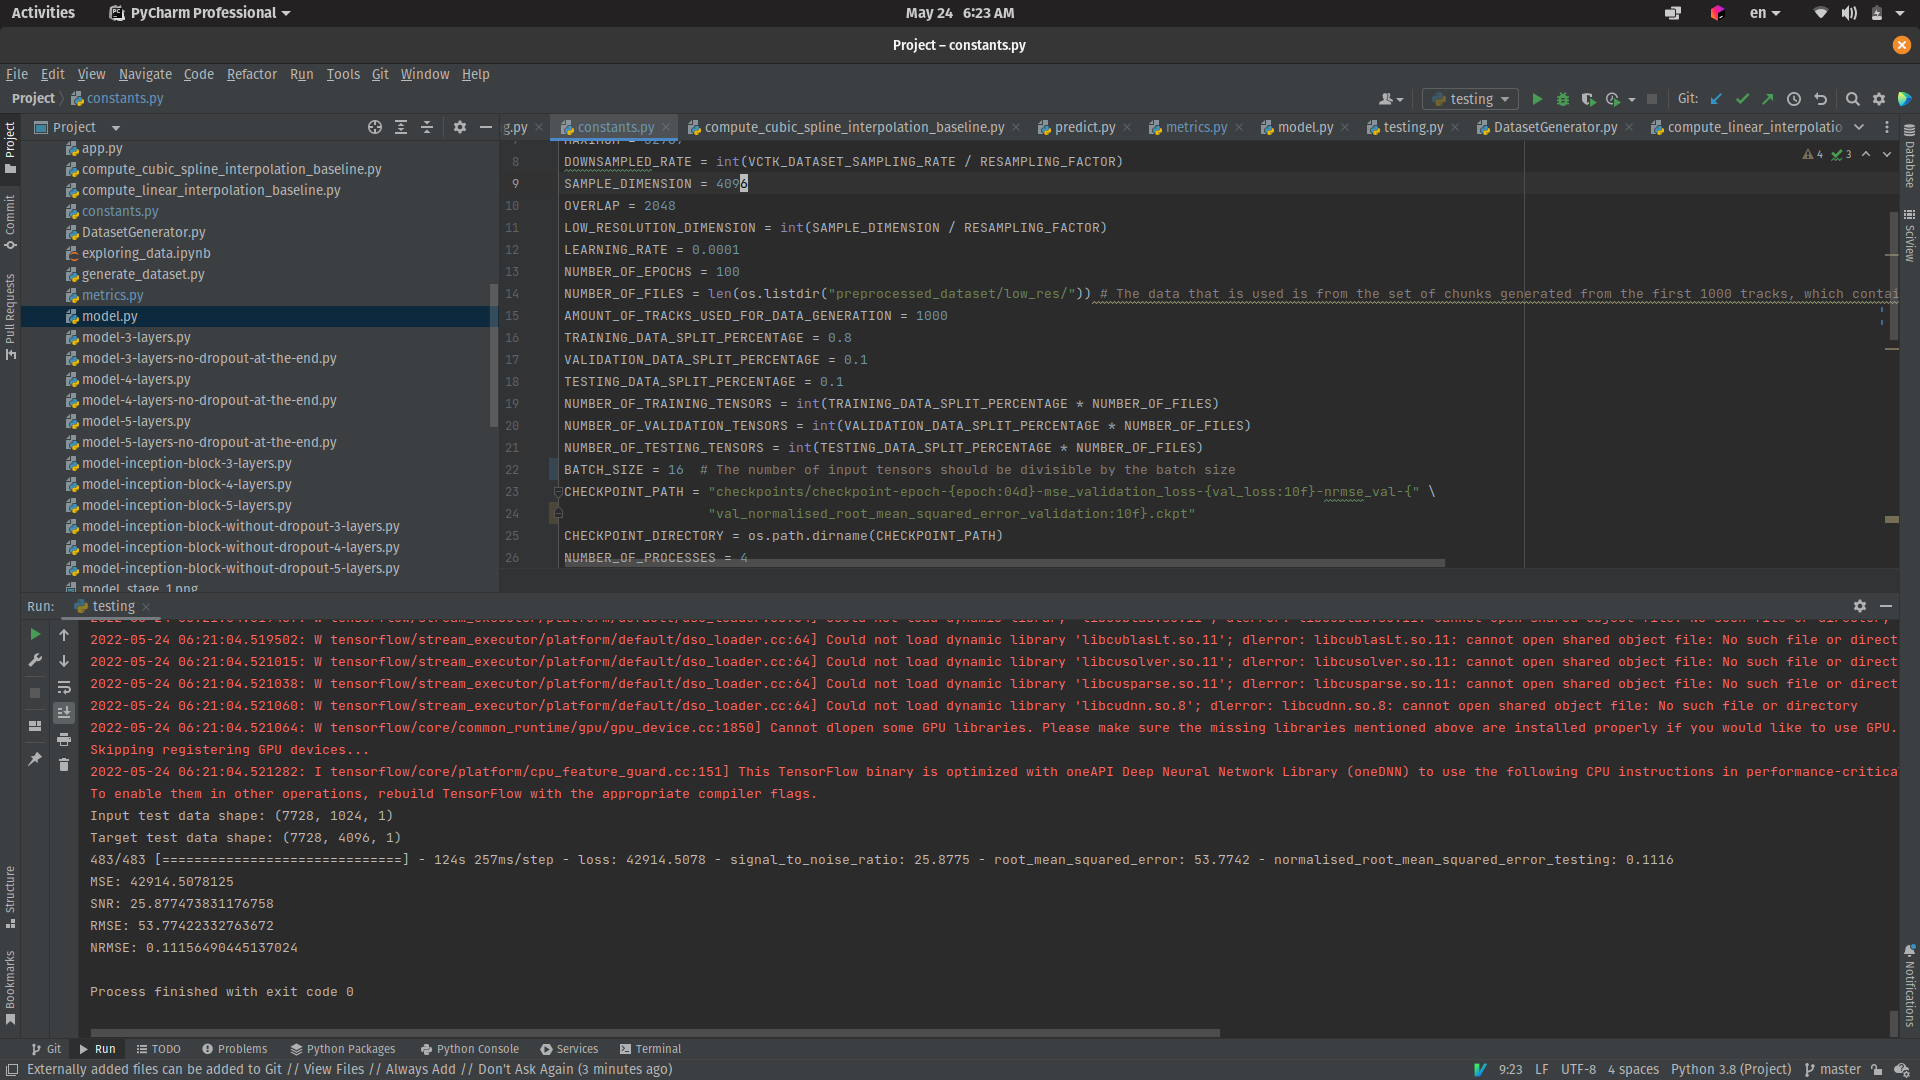 Activities PyCharm Professional May 24 6:23 AM en
Project – constants.py
File Edit View Navigate Code Refactor Run Tools Git Window Help
Project constants.py testing Git:
Project
g.py constants.py compute_cubic_spline_interpolation_baseline.py predict.py metrics.py model.py testing.py DatasetGenerator.py compute_linear_interpolatio
app.py
compute_cubic_spline_interpolation_baseline.py
compute_linear_interpolation_baseline.py
constants.py
DatasetGenerator.py
exploring_data.ipynb
generate_dataset.py
metrics.py
model.py
model-3-layers.py
model-3-layers-no-dropout-at-the-end.py
model-4-layers.py
model-4-layers-no-dropout-at-the-end.py
model-5-layers.py
model-5-layers-no-dropout-at-the-end.py
model-inception-block-3-layers.py
model-inception-block-4-layers.py
model-inception-block-5-layers.py
model-inception-block-without-dropout-3-layers.py
model-inception-block-without-dropout-4-layers.py
model-inception-block-without-dropout-5-layers.py
model_stage_1.png
4 3
8 DOWNSAMPLED_RATE = int(VCTK_DATASET_SAMPLING_RATE / RESAMPLING_FACTOR)
9 SAMPLE_DIMENSION = 4096
10 OVERLAP = 2048
11 LOW_RESOLUTION_DIMENSION = int(SAMPLE_DIMENSION / RESAMPLING_FACTOR)
12 LEARNING_RATE = 0.0001
13 NUMBER_OF_EPOCHS = 100
14 NUMBER_OF_FILES = len(os.listdir("preprocessed_dataset/low_res/")) # The data that is used is from the set of chunks generated from the first 1000 tracks, which contai
15 AMOUNT_OF_TRACKS_USED_FOR_DATA_GENERATION = 1000
16 TRAINING_DATA_SPLIT_PERCENTAGE = 0.8
17 VALIDATION_DATA_SPLIT_PERCENTAGE = 0.1
18 TESTING_DATA_SPLIT_PERCENTAGE = 0.1
19 NUMBER_OF_TRAINING_TENSORS = int(TRAINING_DATA_SPLIT_PERCENTAGE * NUMBER_OF_FILES)
20 NUMBER_OF_VALIDATION_TENSORS = int(VALIDATION_DATA_SPLIT_PERCENTAGE * NUMBER_OF_FILES)
21 NUMBER_OF_TESTING_TENSORS = int(TESTING_DATA_SPLIT_PERCENTAGE * NUMBER_OF_FILES)
22 BATCH_SIZE = 16 # The number of input tensors should be divisible by the batch size
23 CHECKPOINT_PATH = "checkpoints/checkpoint-epoch-{epoch:04d}-mse_validation_loss-{val_loss:10f}-nrmse_val-{" \
24 "val_normalised_root_mean_squared_error_validation:10f}.ckpt"
25 CHECKPOINT_DIRECTORY = os.path.dirname(CHECKPOINT_PATH)
26 NUMBER_OF_PROCESSES = 4
Project
Commit
Pull Requests
Structure
Bookmarks
Database
SciView
Notifications
Run: testing
2022-05-24 06:21:04.519502: W tensorflow/stream_executor/platform/default/dso_loader.cc:64] Could not load dynamic library 'libcublasLt.so.11'; dlerror: libcublasLt.so.11: cannot open shared object file: No such file or direct
2022-05-24 06:21:04.521015: W tensorflow/stream_executor/platform/default/dso_loader.cc:64] Could not load dynamic library 'libcusolver.so.11'; dlerror: libcusolver.so.11: cannot open shared object file: No such file or direct
2022-05-24 06:21:04.521038: W tensorflow/stream_executor/platform/default/dso_loader.cc:64] Could not load dynamic library 'libcusparse.so.11'; dlerror: libcusparse.so.11: cannot open shared object file: No such file or direct
2022-05-24 06:21:04.521060: W tensorflow/stream_executor/platform/default/dso_loader.cc:64] Could not load dynamic library 'libcudnn.so.8'; dlerror: libcudnn.so.8: cannot open shared object file: No such file or directory
2022-05-24 06:21:04.521064: W tensorflow/core/common_runtime/gpu/gpu_device.cc:1850] Cannot dlopen some GPU libraries. Please make sure the missing libraries mentioned above are installed properly if you would like to use GPU.
Skipping registering GPU devices...
2022-05-24 06:21:04.521282: I tensorflow/core/platform/cpu_feature_guard.cc:151] This TensorFlow binary is optimized with oneAPI Deep Neural Network Library (oneDNN) to use the following CPU instructions in performance-critica
To enable them in other operations, rebuild TensorFlow with the appropriate compiler flags.
Input test data shape: (7728, 1024, 1)
Target test data shape: (7728, 4096, 1)
483/483 [==============================] - 124s 257ms/step - loss: 42914.5078 - signal_to_noise_ratio: 25.8775 - root_mean_squared_error: 53.7742 - normalised_root_mean_squared_error_testing: 0.1116
MSE: 42914.5078125
SNR: 25.877473831176758
RMSE: 53.77422332763672
NRMSE: 0.11156490445137024
Process finished with exit code 0
Git Run TODO Problems Python Packages Python Console Services Terminal
Externally added files can be added to Git // View Files // Always Add // Don't Ask Again (3 minutes ago) 9:23 LF UTF-8 4 spaces Python 3.8 (Project) master